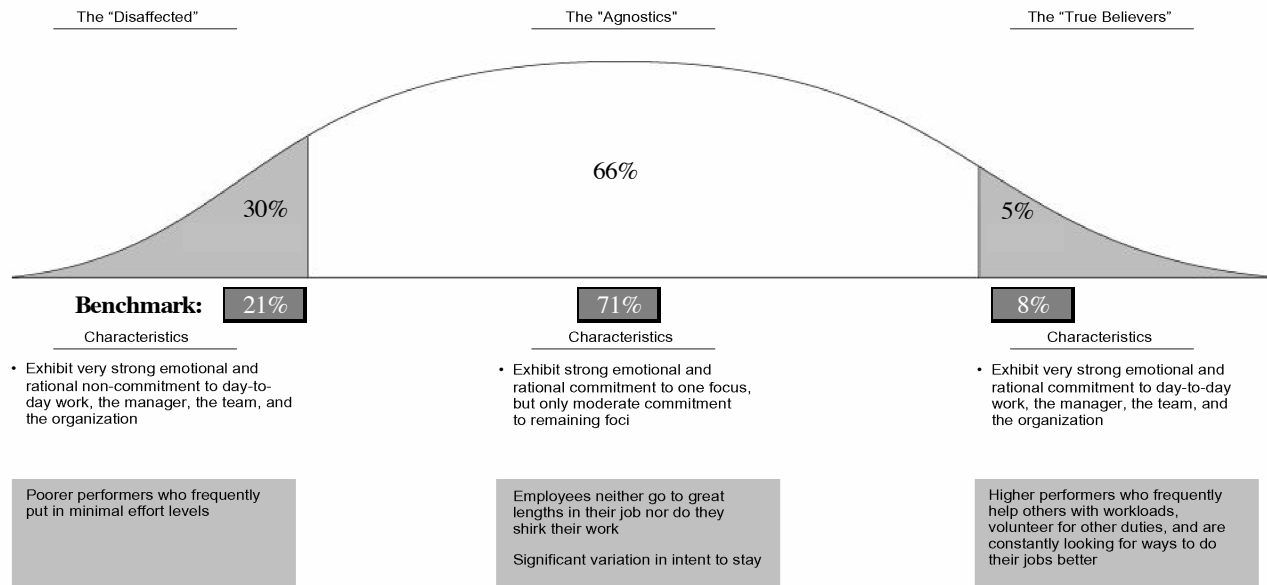 The “Disaffected”
The "Agnostics"
The “True Believers”
66%
30%
5%
Benchmark:
21%
71%
8%
Characteristics
Characteristics
Characteristics
• Exhibit very strong emotional and
rational non-commitment to day-to-
day work, the manager, the team, and
the organization
• Exhibit strong emotional and
rational commitment to one focus,
but only moderate commitment
to remaining foci
• Exhibit very strong emotional and
rational commitment to day-to-day
work, the manager, the team, and
the organization
Poorer performers who frequently
put in minimal effort levels
Employees neither go to great
lengths in their job nor do they
shirk their work
Significant variation in intent to stay
Higher performers who frequently
help others with workloads,
volunteer for other duties, and are
constantly looking for ways to do
their jobs better